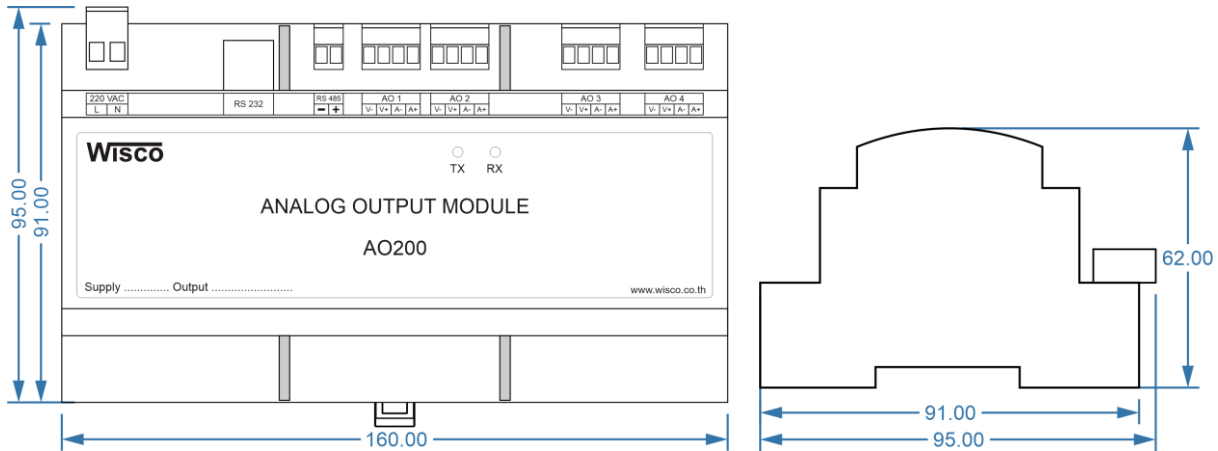 220 VAC
L N
RS 232
RS 485
− +
AO 1
V- V+ A- A+
AO 2
V- V+ A- A+
AO 3
V- V+ A- A+
AO 4
V- V+ A- A+
Wisco
TX RX
ANALOG OUTPUT MODULE
AO200
Supply .............. Output .........................
www.wisco.co.th
95.00
91.00
160.00
62.00
91.00
95.00